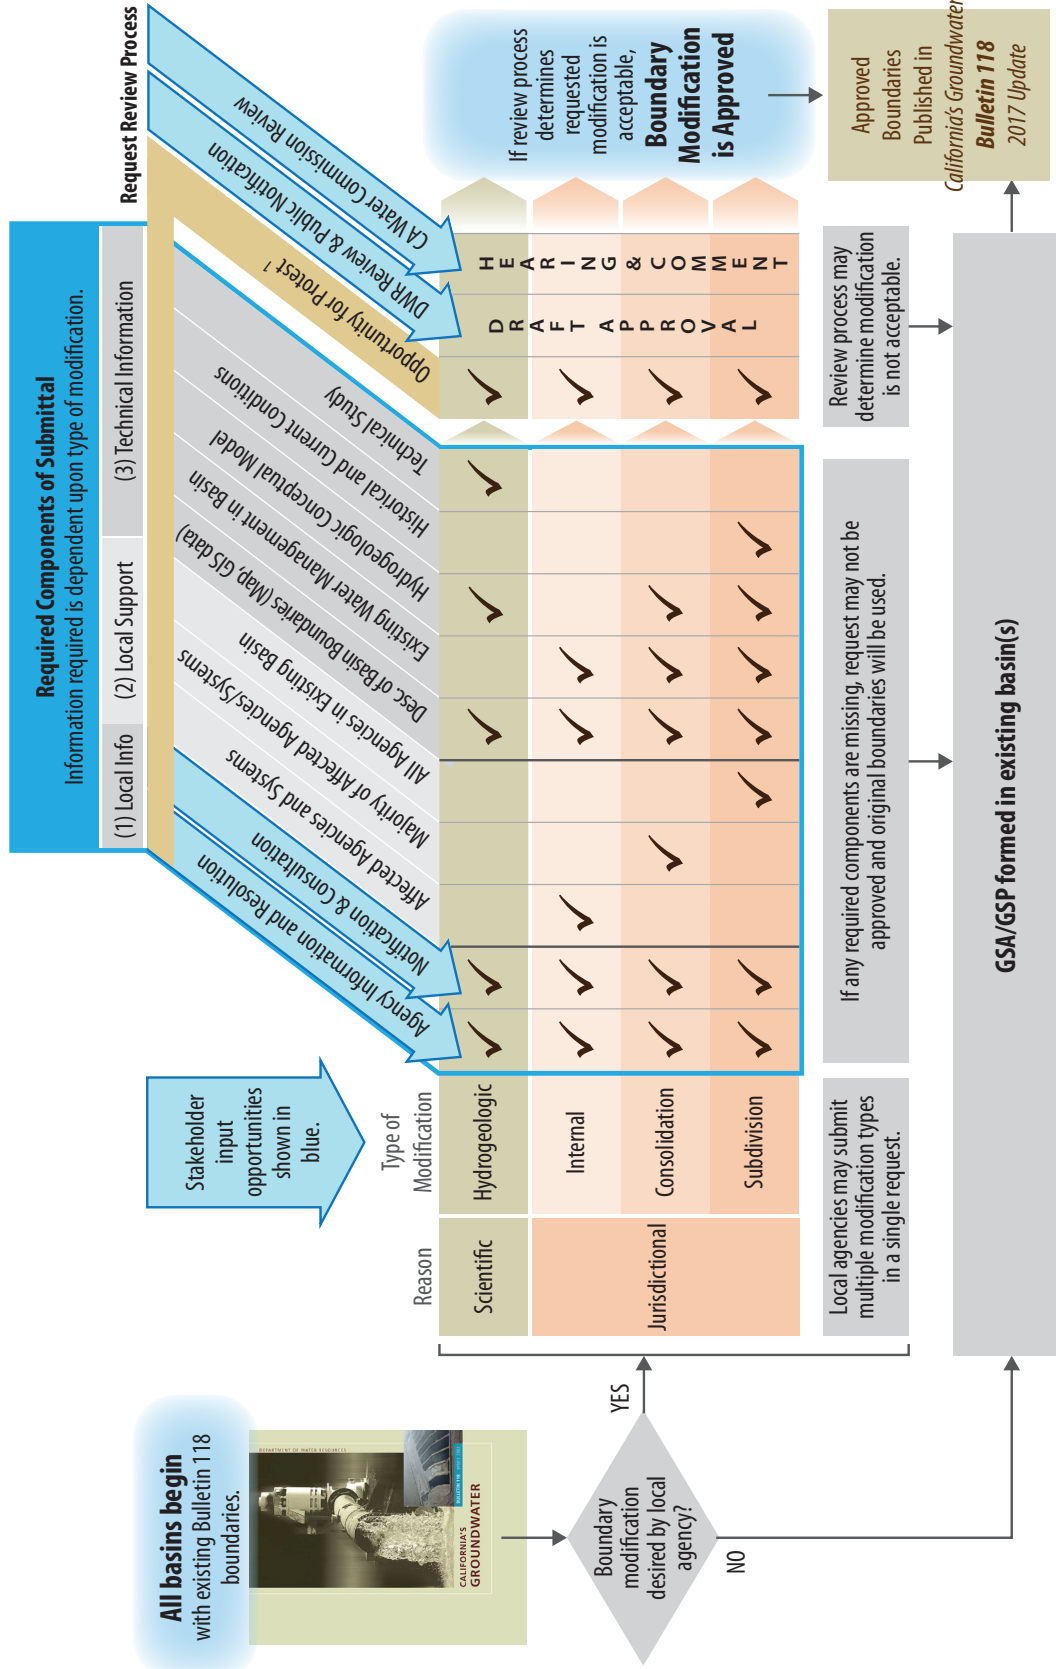 All basins begin
with existing Bulletin 118
boundaries.
DEPARTMENT OF WATER RESOURCES
CALIFORNIA'S
GROUNDWATER
BULLETIN 118
Boundary
modification
desired by local
agency?
YES
NO
Stakeholder
input
opportunities
shown in
blue.
Required Components of Submittal
Information required is dependent upon type of modification.
(1) Local Info
(2) Local Support
(3) Technical Information
Request Review Process
Reason
Type of
Modification
Agency Information and Resolution
Notification & Consultation
Affected Agencies and Systems
Majority of Affected Agencies/Systems
All Agencies in Existing Basin
Desc. of Basin Boundaries (Map, GIS data)
Existing Water Management in Basin
Hydrogeologic Conceptual Model
Historical and Current Conditions
Technical Study
Opportunity for Protest 1
DWR Review & Public Notification
CA Water Commission Review
Scientific
Hydrogeologic
Jurisdictional
Internal
Consolidation
Subdivision
DRAFT APPROVAL
HEARING & COMMENT
If review process
determines
requested
modification is
acceptable,
Boundary
Modification
is Approved
Local agencies may submit
multiple modification types
in a single request.
If any required components are missing, request may not be
approved and original boundaries will be used.
Review process may
determine modification
is not acceptable.
GSA/GSP formed in existing basin(s)
Approved
Boundaries
Published in
California's Groundwater
Bulletin 118
2017 Update